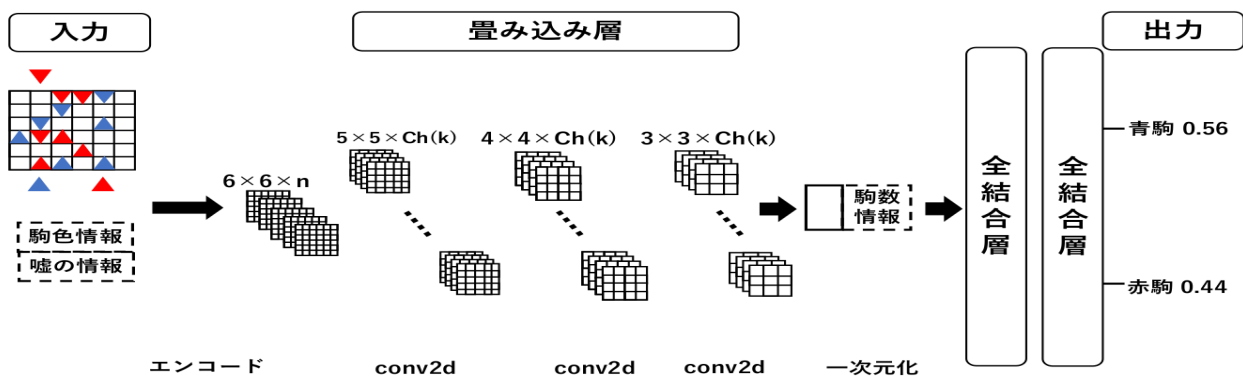 入力
畳み込み層
出力
駒色情報
嘘の情報
6×6×n
5×5×Ch(k)
4×4×Ch(k)
3×3×Ch(k)
駒数
情報
全結合層
全結合層
青駒 0.56
赤駒 0.44
エンコード
conv2d
conv2d
conv2d
一次元化